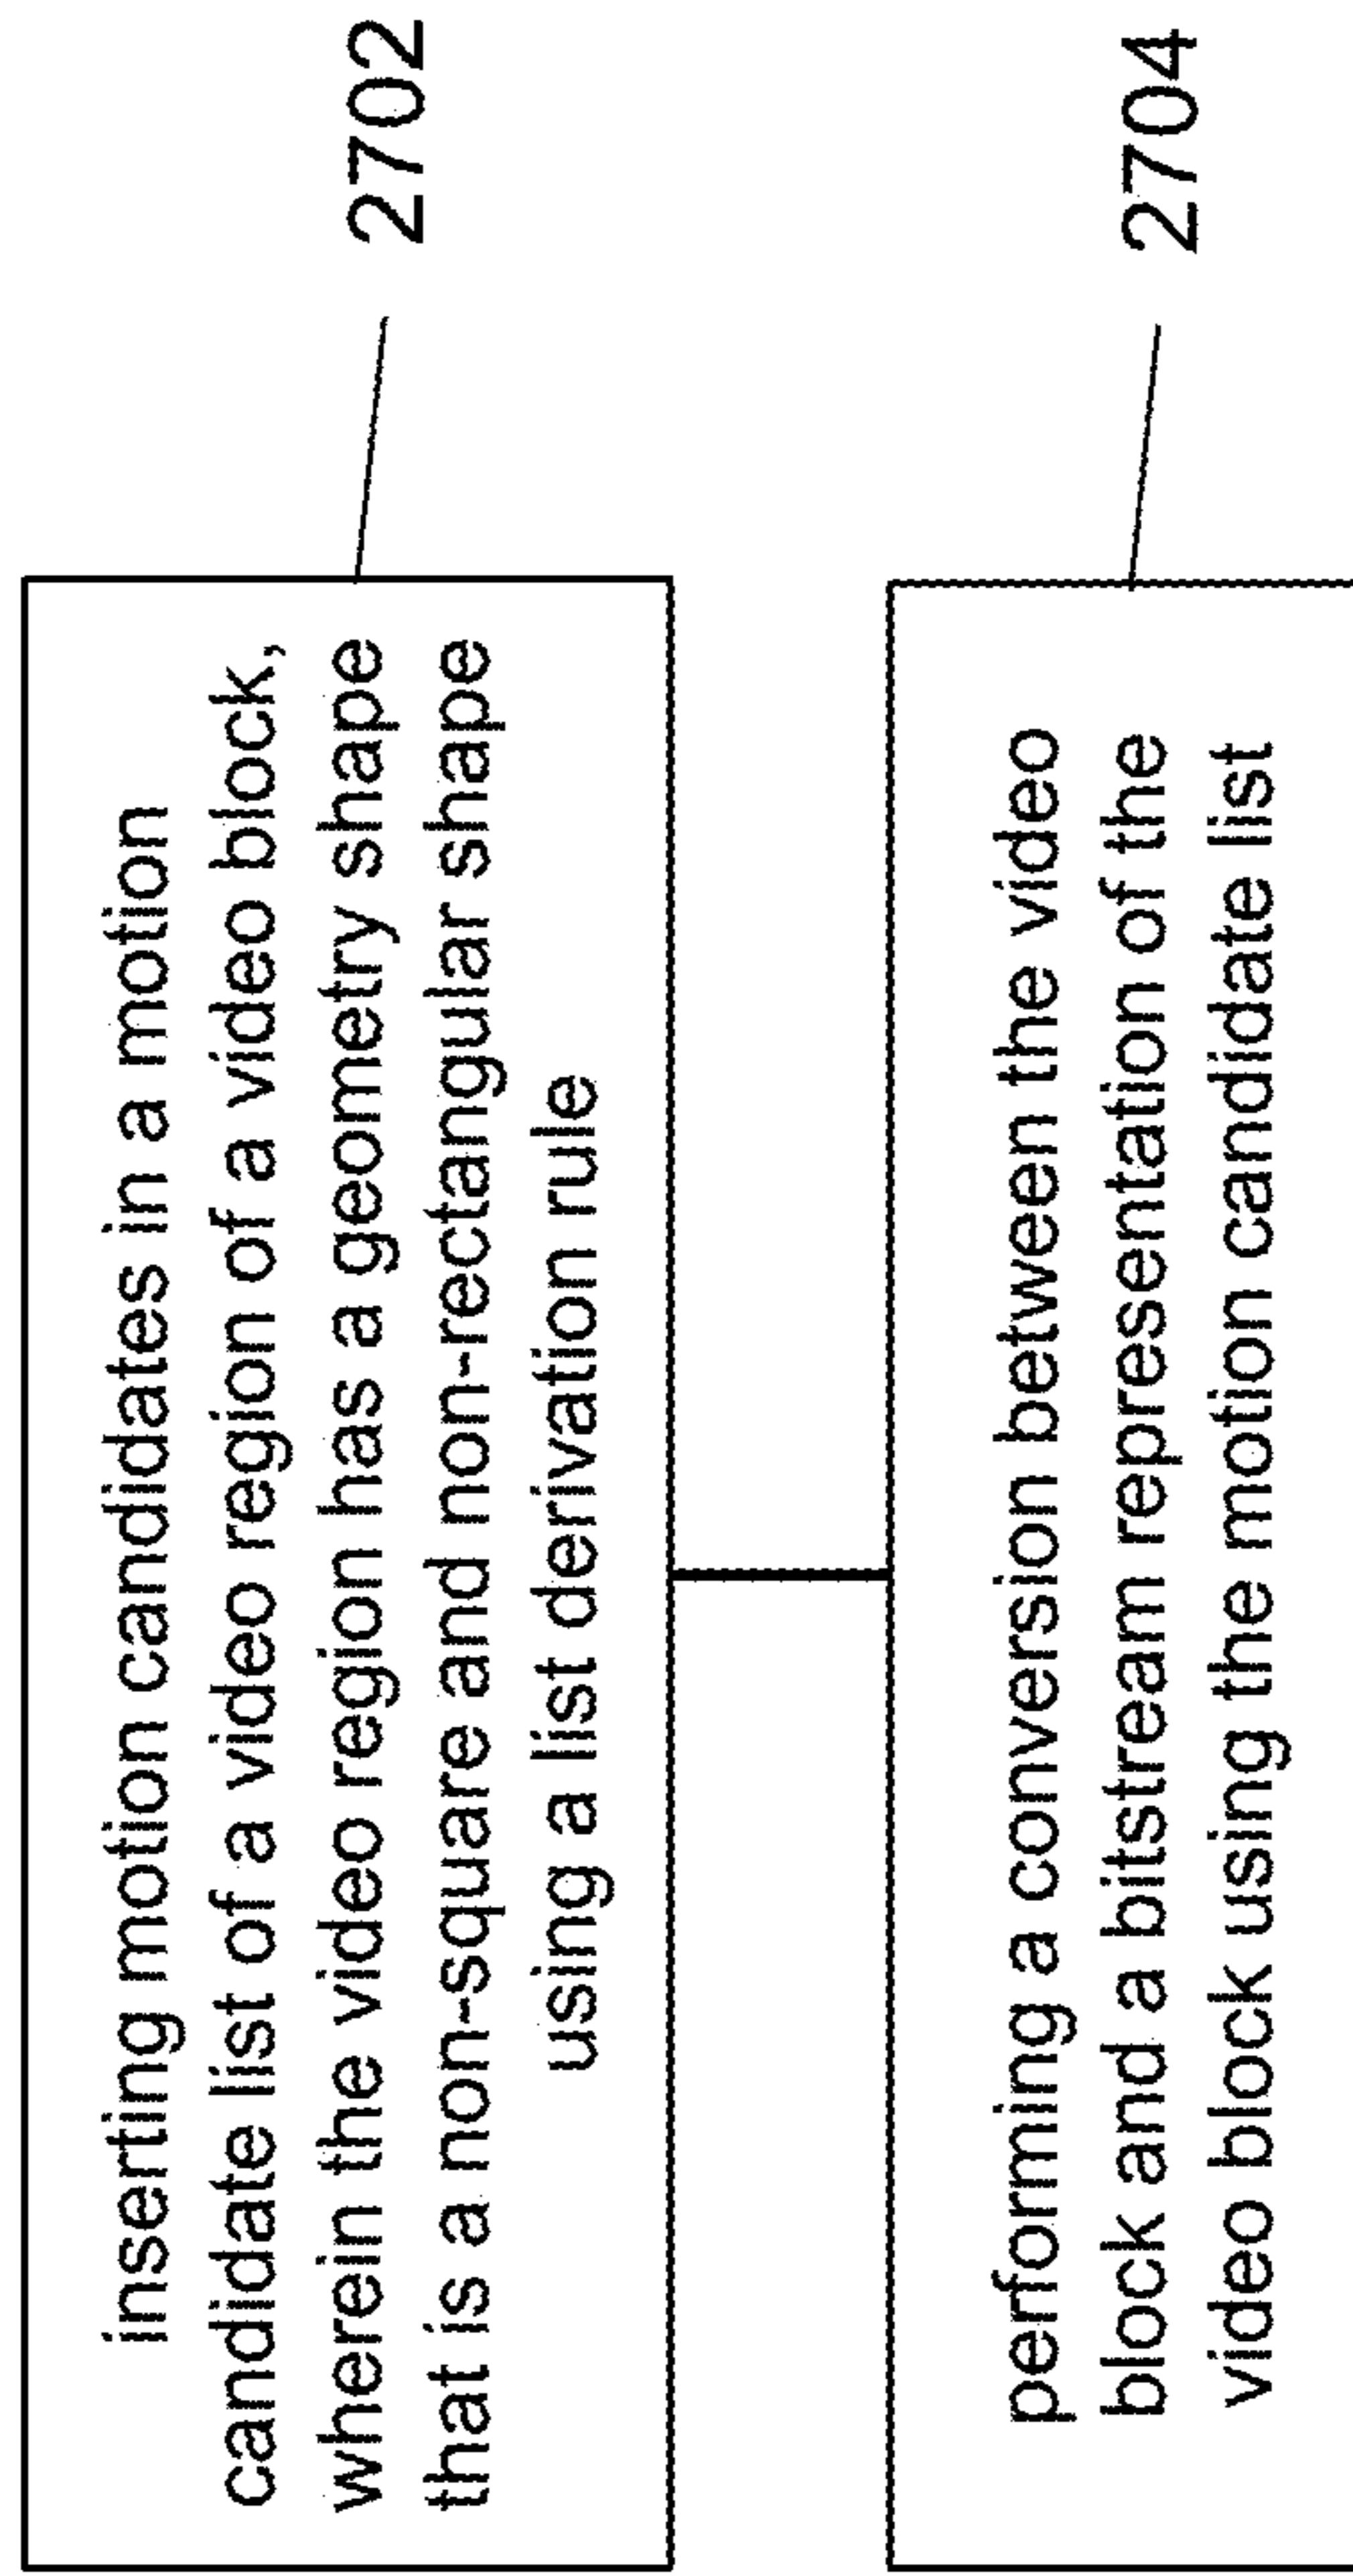 inserting motion candidates in a motion
candidate list of a video region of a video block,
wherein the video region has a geometry shape
that is a non-square and non-rectangular shape
using a list derivation rule
2702
performing a conversion between the video
block and a bitstream representation of the
video block using the motion candidate list
2704